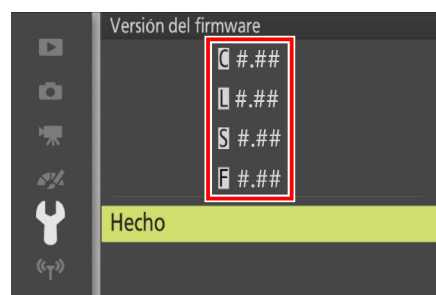 Versión del firmware
C #.##
L #.##
S #.##
F #.##
Hecho